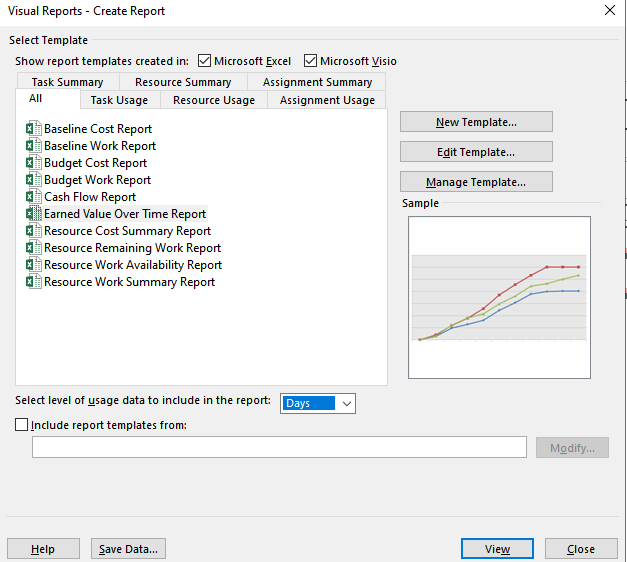 Visual Reports - Create Report
Select Template
Show report templates created in: Microsoft Excel Microsoft Visio
Task Summary Resource Summary Assignment Summary
All Task Usage Resource Usage Assignment Usage
Baseline Cost Report
Baseline Work Report
Budget Cost Report
Budget Work Report
Cash Flow Report
Earned Value Over Time Report
Resource Cost Summary Report
Resource Remaining Work Report
Resource Work Availability Report
Resource Work Summary Report
New Template...
Edit Template...
Manage Template...
Sample
Select level of usage data to include in the report: Days
Include report templates from:
Modify...
Help Save Data... View Close